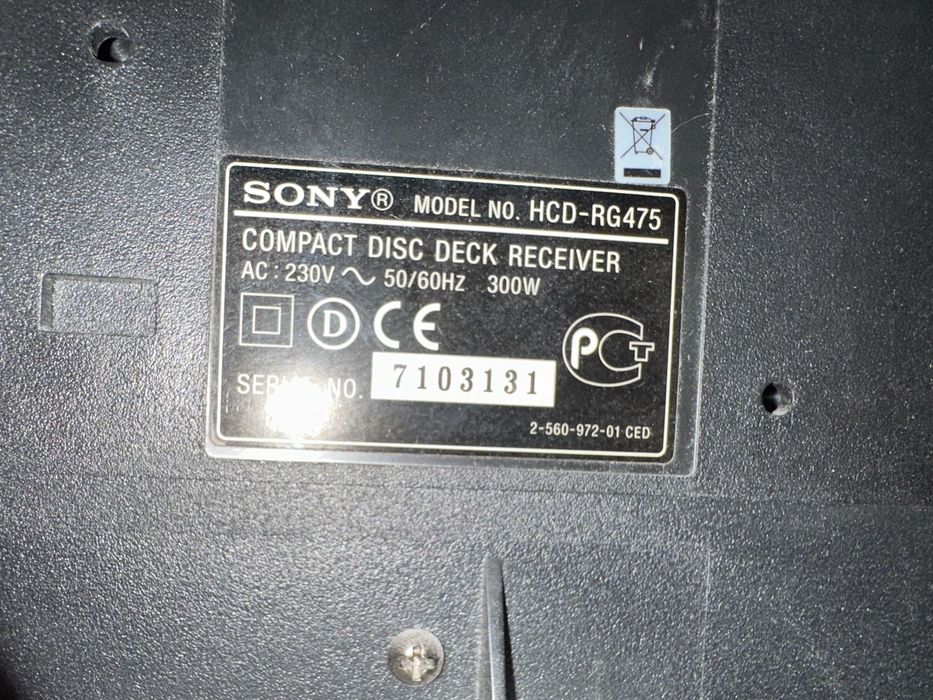 SONY® MODEL NO. HCD-RG475
COMPACT DISC DECK RECEIVER
AC : 230V ~ 50/60HZ 300W
D CE PCT
NO. 7103131
2-560-972-01 CED